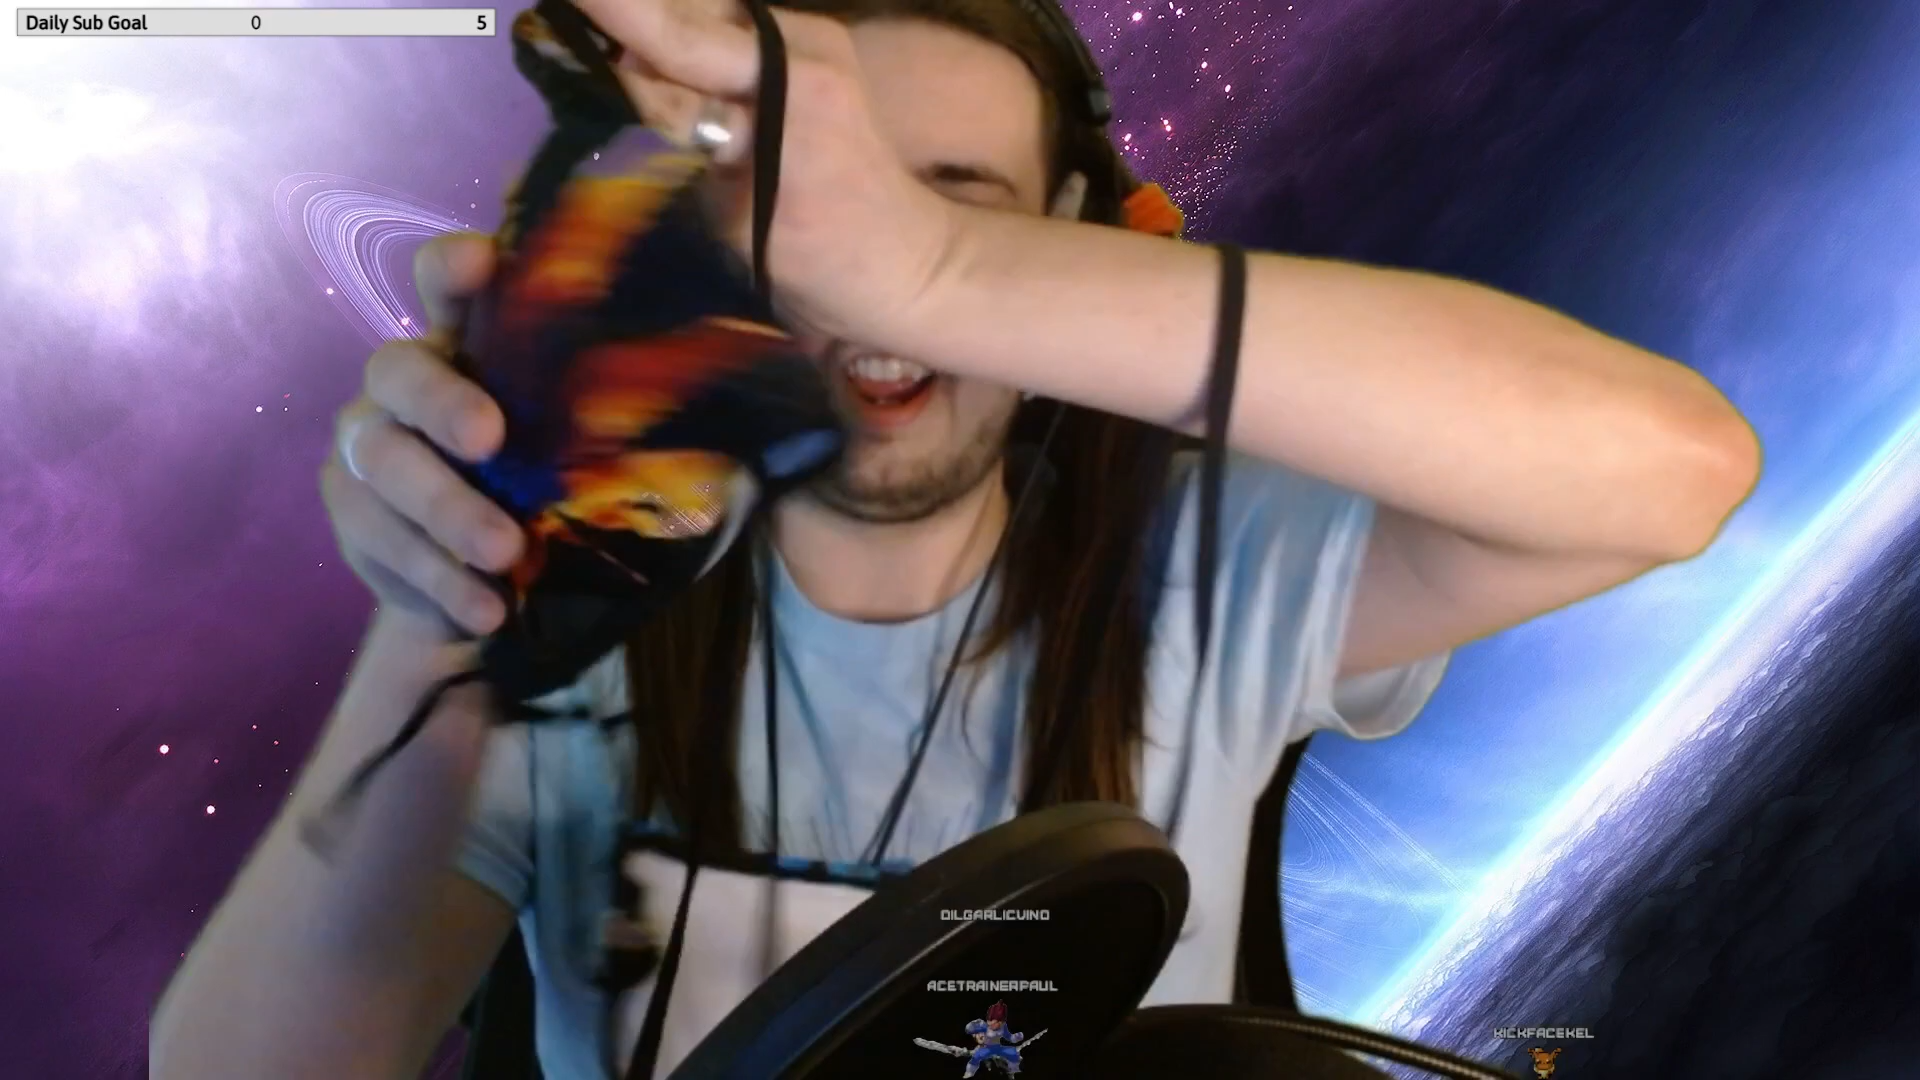 Daily Sub Goal 0 5
OILGARLICVINO
ACETRAINERPAUL
KICKFACEKEL